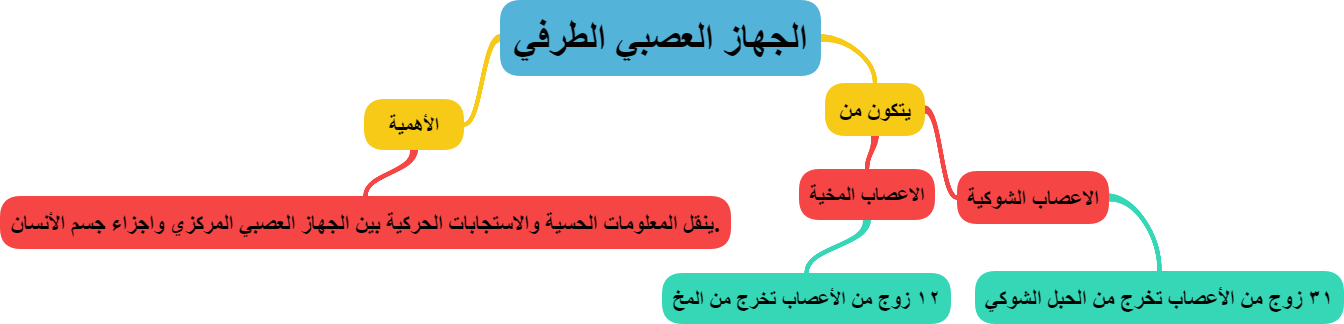 الجهاز العصبي الطرفي
يتكون من
الأهمية
الاعصاب الشوكية
الاعصاب المخية
ينقل المعلومات الحسية والاستجابات الحركية بين الجهاز العصبي المركزي واجزاء جسم الأنسان.
٣١ زوج من الأعصاب تخرج من الحبل الشوكي
١٢ زوج من الأعصاب تخرج من المخ